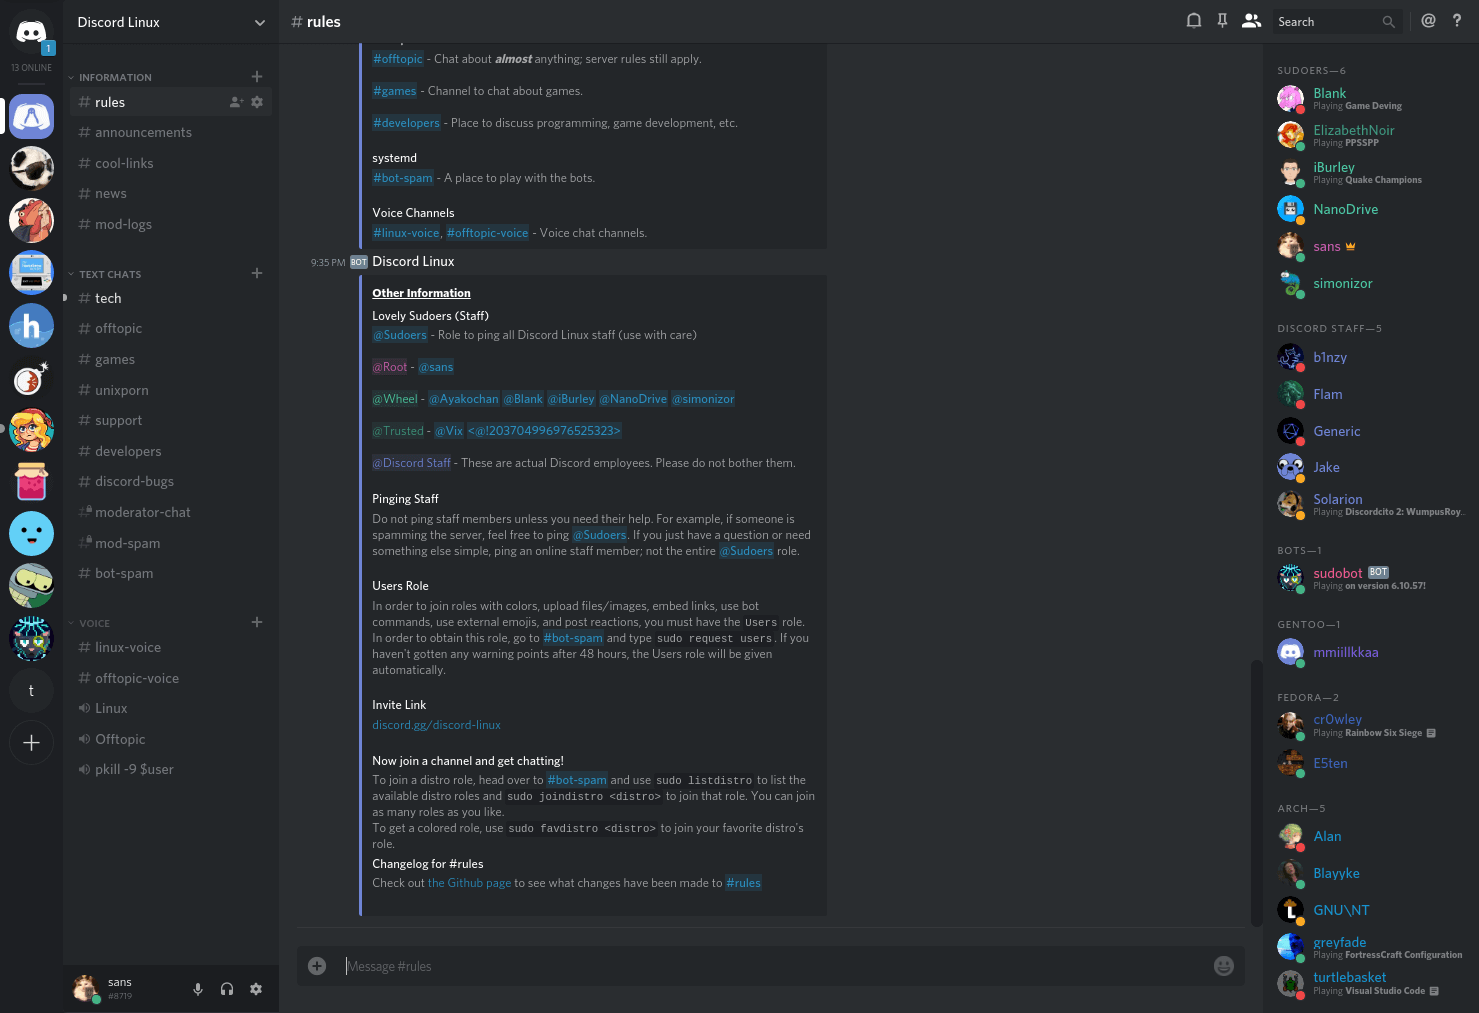 1
13 ONLINE
t
Discord Linux
INFORMATION
# rules
# announcements
# cool-links
# news
# mod-logs
TEXT CHATS
# tech
# offtopic
# games
# unixporn
# support
# developers
# discord-bugs
# moderator-chat
# mod-spam
# bot-spam
VOICE
# linux-voice
# offtopic-voice
Linux
Offtopic
pkill -9 $user
sans
#8719
# rules
Search
@ ?
#offtopic - Chat about almost anything; server rules still apply.
#games - Channel to chat about games.
#developers - Place to discuss programming, game development, etc.
systemd
#bot-spam - A place to play with the bots.
Voice Channels
#linux-voice, #offtopic-voice - Voice chat channels.
9:35 PM BOT Discord Linux
Other Information
Lovely Sudoers (Staff)
@Sudoers - Role to ping all Discord Linux staff (use with care)
@Root - @sans
@Wheel - @Ayakochan @Blank @iBurley @NanoDrive @simonizor
@Trusted - @Vix <@!203704996976525323>
@Discord Staff - These are actual Discord employees. Please do not bother them.
Pinging Staff
Do not ping staff members unless you need their help. For example, if someone is
spamming the server, feel free to ping @Sudoers. If you just have a question or need
something else simple, ping an online staff member; not the entire @Sudoers role.
Users Role
In order to join roles with colors, upload files/images, embed links, use bot
commands, use external emojis, and post reactions, you must have the Users role.
In order to obtain this role, go to #bot-spam and type sudo request users. If you
haven't gotten any warning points after 48 hours, the Users role will be given
automatically.
Invite Link
discord.gg/discord-linux
Now join a channel and get chatting!
To join a distro role, head over to #bot-spam and use sudo listdistro to list the
available distro roles and sudo joindistro <distro> to join that role. You can join
as many roles as you like.
To get a colored role, use sudo favdistro <distro> to join your favorite distro's
role.
Changelog for #rules
Check out the Github page to see what changes have been made to #rules
Message #rules
SUDOERS—6
Blank
Playing Game Deving
ElizabethNoir
Playing PPSSPP
iBurley
Playing Quake Champions
NanoDrive
sans
simonizor
DISCORD STAFF—5
b1nzy
Flam
Generic
Jake
Solarion
Playing Discordcito 2: WumpusRoy...
BOTS—1
sudobot BOT
Playing on version 6.10.57!
GENTOO—1
mmiillkkaa
FEDORA—2
cr0wley
Playing Rainbow Six Siege
E5ten
ARCH—5
Alan
Blayyke
GNU\NT
greyfade
Playing FortressCraft Configuration
turtlebasket
Playing Visual Studio Code